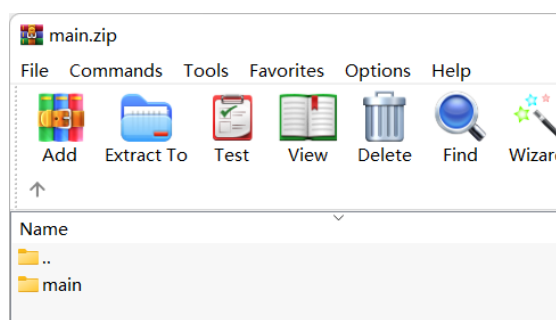 main.zip
File Commands Tools Favorites Options Help
Add Extract To Test View Delete Find
Name
..
main